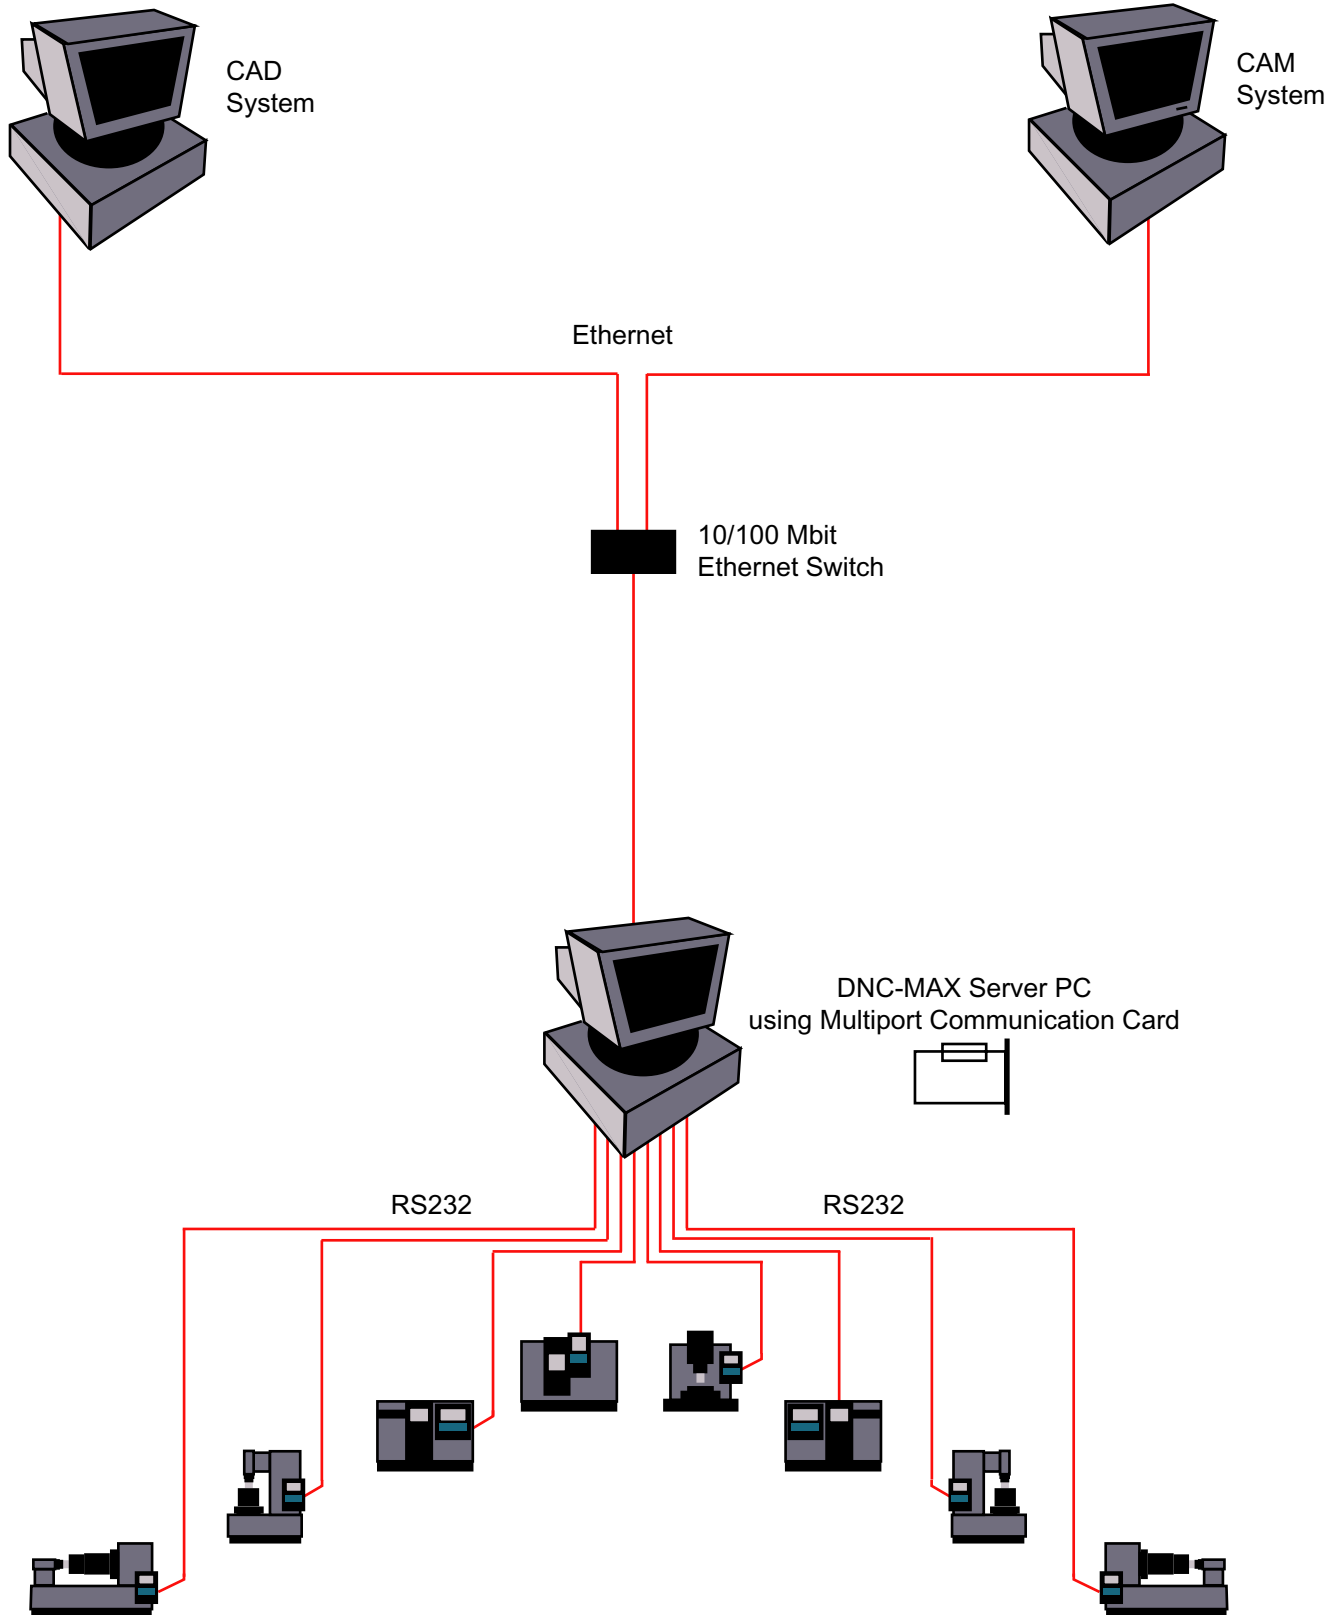 CAD
System
CAM
System
Ethernet
10/100 Mbit
Ethernet Switch
DNC-MAX Server PC
using Multiport Communication Card
RS232
RS232